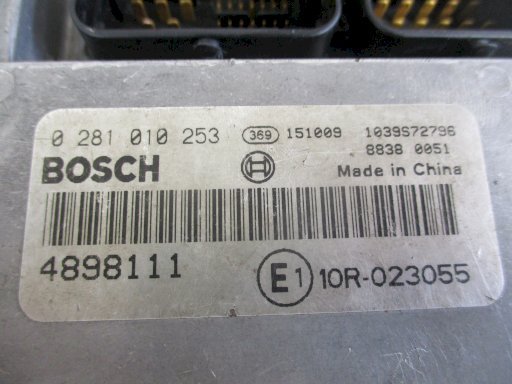 0 281 010 253 369 151009 1039S72796
8838 0051
BOSCH Made in China
4898111 E1 10R-023055